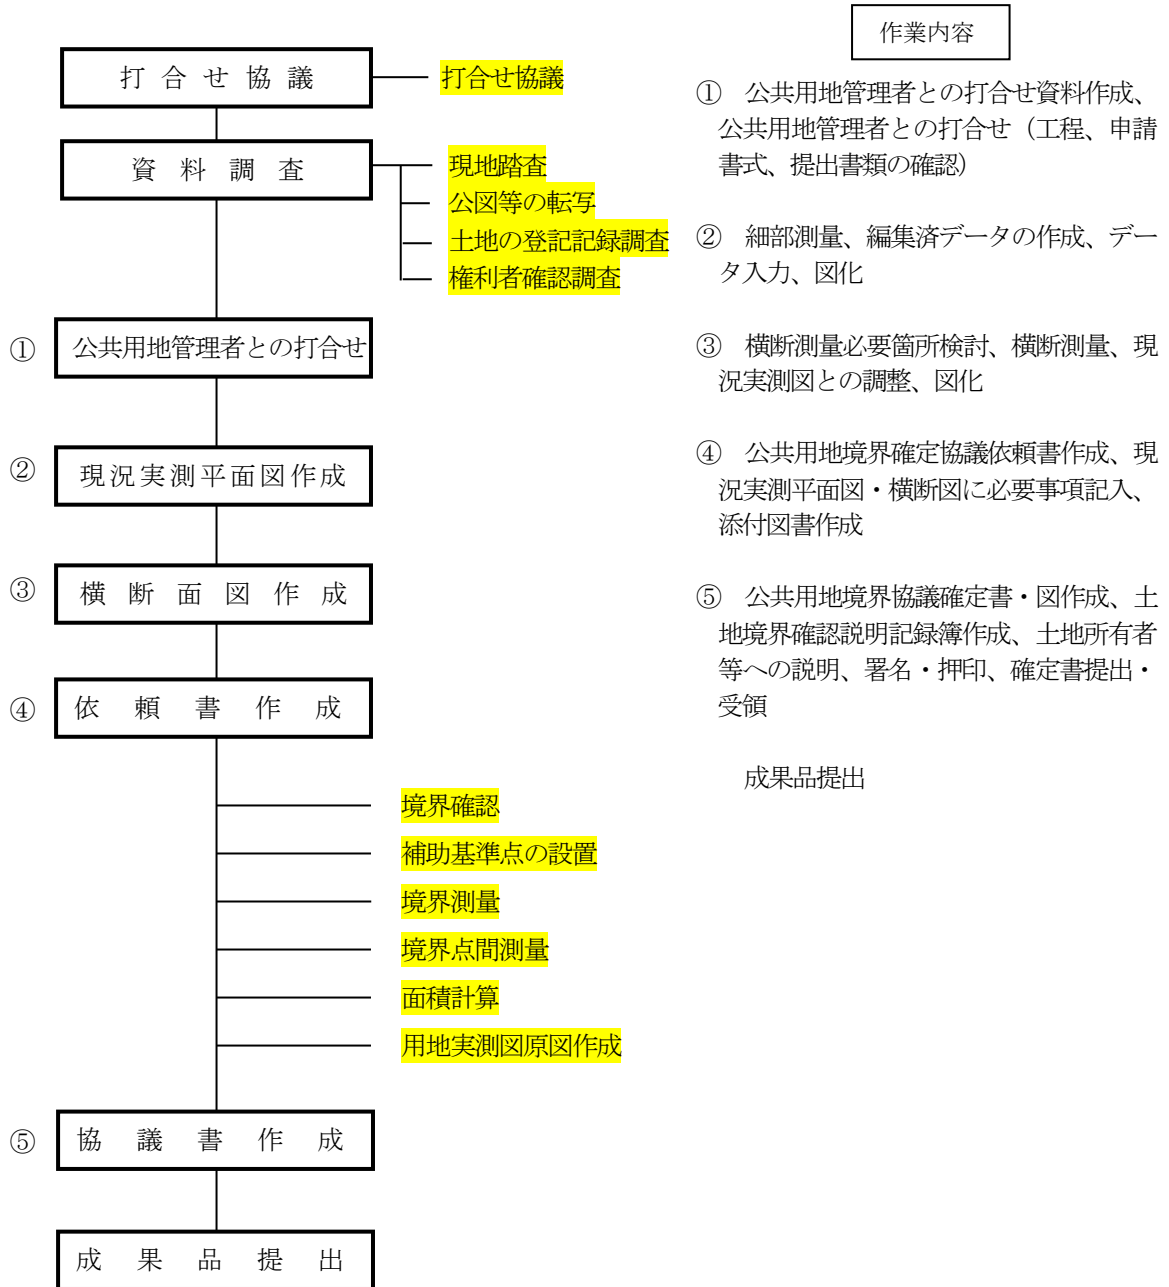 打合せ協議
打合せ協議
資料調査
現地踏査
公図等の転写
土地の登記記録調査
権利者確認調査
① 公共用地管理者との打合せ
② 現況実測平面図作成
③ 横断面図作成
④ 依頼書作成
境界確認
補助基準点の設置
境界測量
境界点間測量
面積計算
用地実測図原図作成
⑤ 協議書作成
成果品提出
作業内容
① 公共用地管理者との打合せ資料作成、
公共用地管理者との打合せ（工程、申請
書式、提出書類の確認）
② 細部測量、編集済データの作成、デー
タ入力、図化
③ 横断測量必要箇所検討、横断測量、現
況実測図との調整、図化
④ 公共用地境界確定協議依頼書作成、現
況実測平面図・横断図に必要事項記入、
添付図書作成
⑤ 公共用地境界協議確定書・図作成、土
地境界確認説明記録簿作成、土地所有者
等への説明、署名・押印、確定書提出・
受領
成果品提出